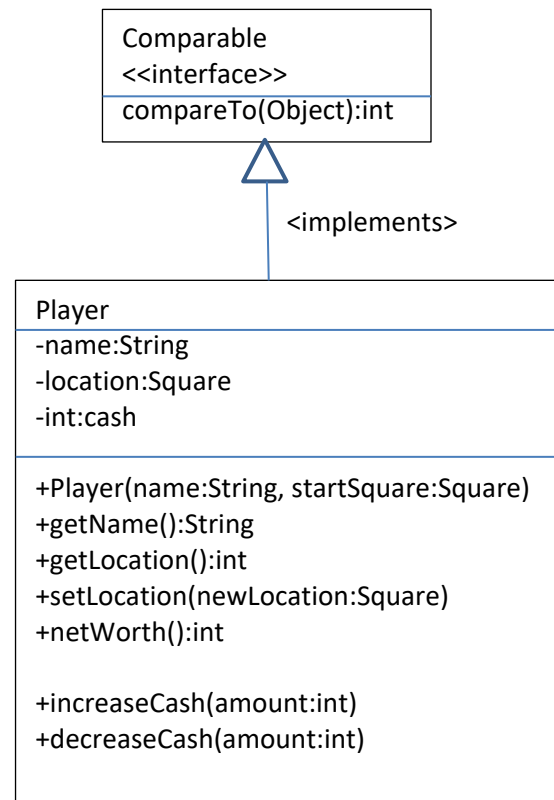 Comparable
<<interface>>
compareTo(Object):int
<implements>
Player
-name:String
-location:Square
-int:cash
+Player(name:String, startSquare:Square)
+getName():String
+getLocation():int
+setLocation(newLocation:Square)
+netWorth():int
+increaseCash(amount:int)
+decreaseCash(amount:int)